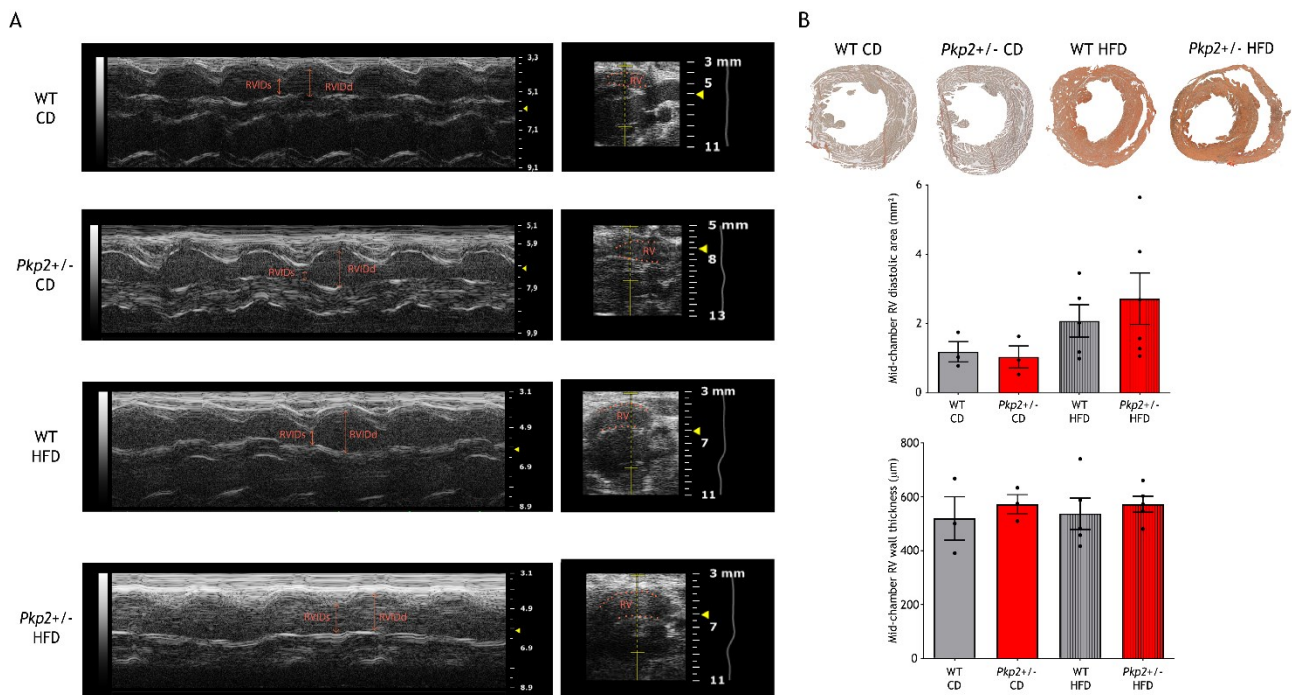 A
WT
CD
RVIDs
RVIDd
3,3
5,1
7,1
9,1
3 mm
5
11
RV
Pkp2+/-
CD
RVIDs
RVIDd
5,1
5,9
7,9
9,9
5 mm
8
13
RV
WT
HFD
RVIDs
RVIDd
3.1
4.9
6.9
8.9
3 mm
7
11
RV
Pkp2+/-
HFD
RVIDs
RVIDd
3.1
4,9
6.9
8.9
3 mm
7
11
RV
B
WT CD Pkp2+/- CD WT HFD Pkp2+/- HFD
Mid-chamber RV diastolic area (mm²)
6
4
2
0
WT
CD
Pkp2+/-
CD
WT
HFD
Pkp2+/-
HFD
Mid-chamber RV wall thickness (μm)
800
600
400
200
0
WT
CD
Pkp2+/-
CD
WT
HFD
Pkp2+/-
HFD